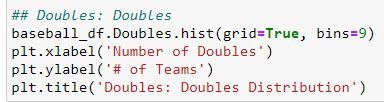 ## Doubles: Doubles
baseball_df.Doubles.hist(grid=True, bins=9)
plt.xlabel('Number of Doubles')
plt.ylabel('# of Teams')
plt.title('Doubles: Doubles Distribution')